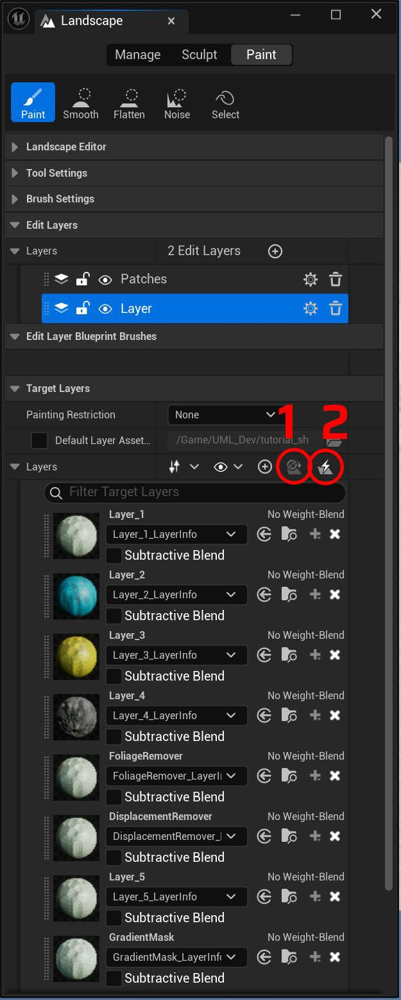 Landscape
Manage Sculpt Paint
Paint Smooth Flatten Noise Select
Landscape Editor
Tool Settings
Brush Settings
Edit Layers
Layers 2 Edit Layers
Patches
Layer
Edit Layer Blueprint Brushes
Target Layers
Painting Restriction None
1 2
Default Layer Asset... /Game/UML_Dev/tutorial_sh
Layers
Filter Target Layers
Layer_1 No Weight-Blend
Layer_1_LayerInfo
Subtractive Blend
Layer_2 No Weight-Blend
Layer_2_LayerInfo
Subtractive Blend
Layer_3 No Weight-Blend
Layer_3_LayerInfo
Subtractive Blend
Layer_4 No Weight-Blend
Layer_4_LayerInfo
Subtractive Blend
FoliageRemover No Weight-Blend
FoliageRemover_LayerI
Subtractive Blend
DisplacementRemover No Weight-Blend
DisplacementRemover_
Subtractive Blend
Layer_5 No Weight-Blend
Layer_5_LayerInfo
Subtractive Blend
GradientMask No Weight-Blend
GradientMask_LayerInfo
Subtractive Blend